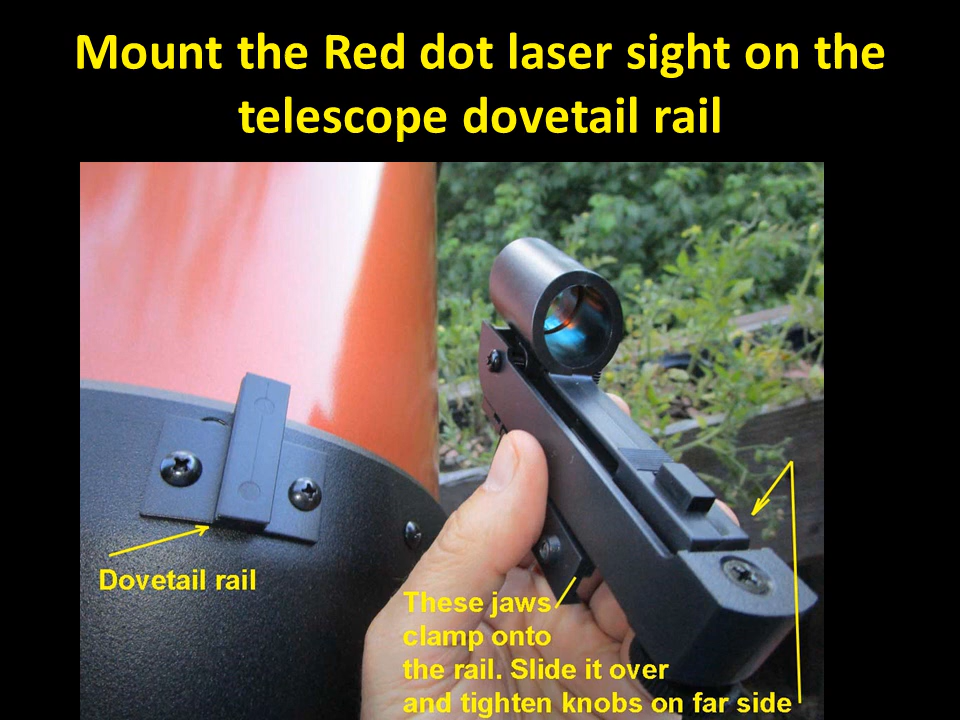 Mount the Red dot laser sight on the
telescope dovetail rail
Dovetail rail
These jaws
clamp onto
the rail. Slide it over
and tighten knobs on far side